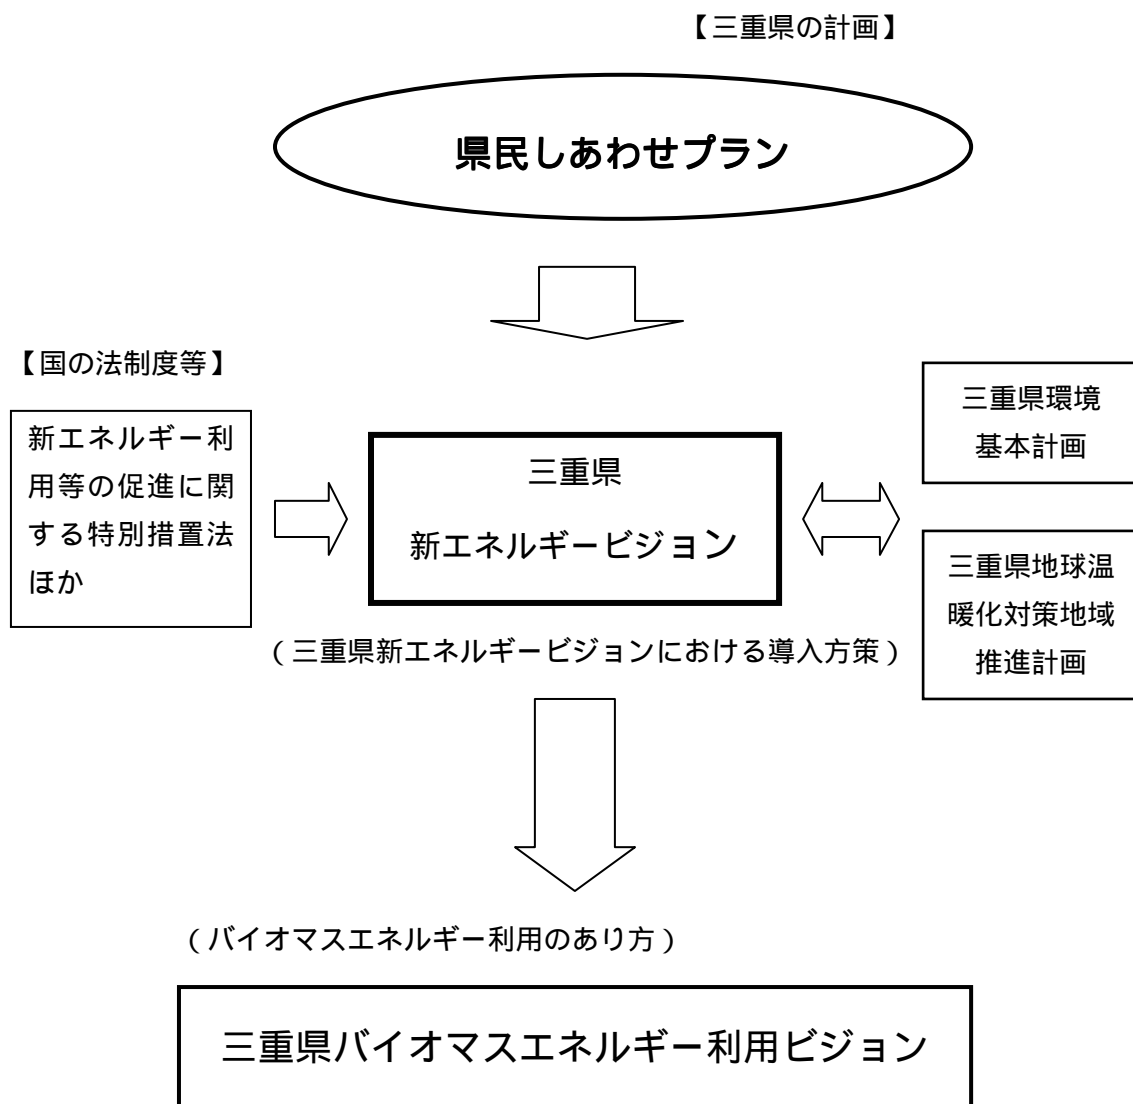 【三重県の計画】
県民しあわせプラン
【国の法制度等】
新エネルギー利
用等の促進に関
する特別措置法
ほか
三重県
新エネルギービジョン
三重県環境
基本計画
三重県地球温
暖化対策地域
推進計画
(三重県新エネルギービジョンにおける導入方策)
(バイオマスエネルギー利用のあり方)
三重県バイオマスエネルギー利用ビジョン